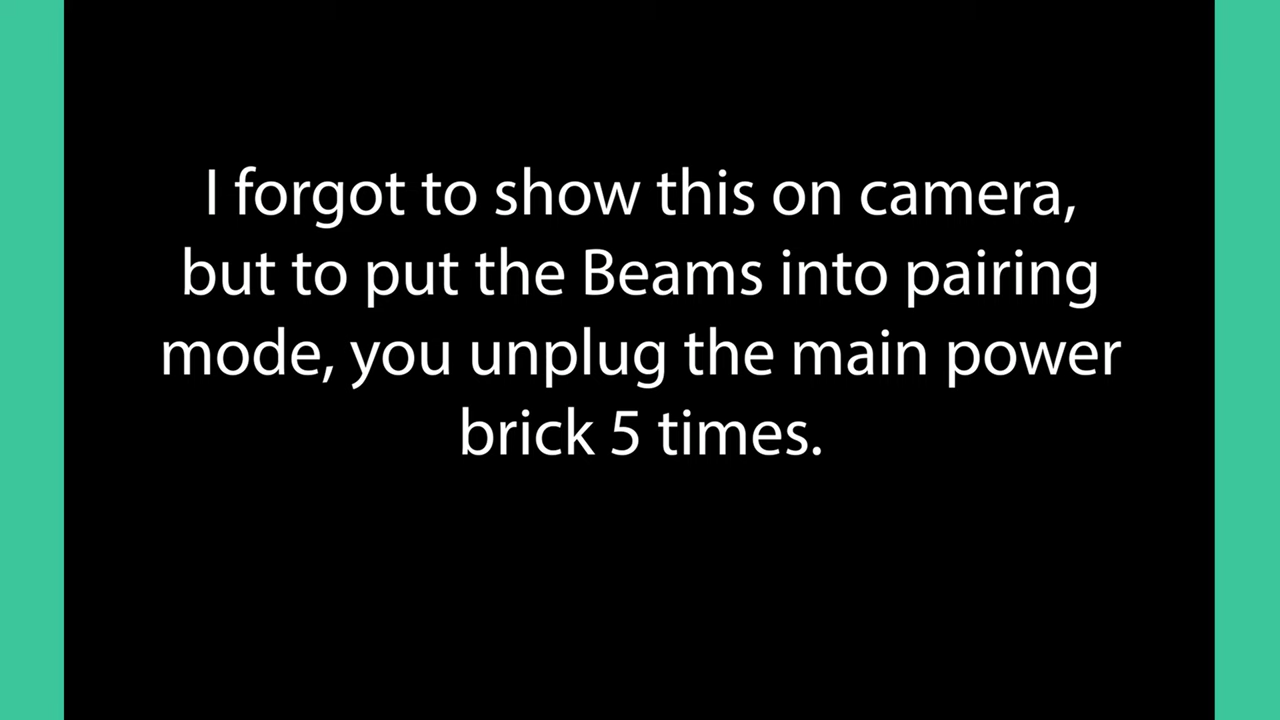 I forgot to show this on camera,
but to put the Beams into pairing
mode, you unplug the main power
brick 5 times.